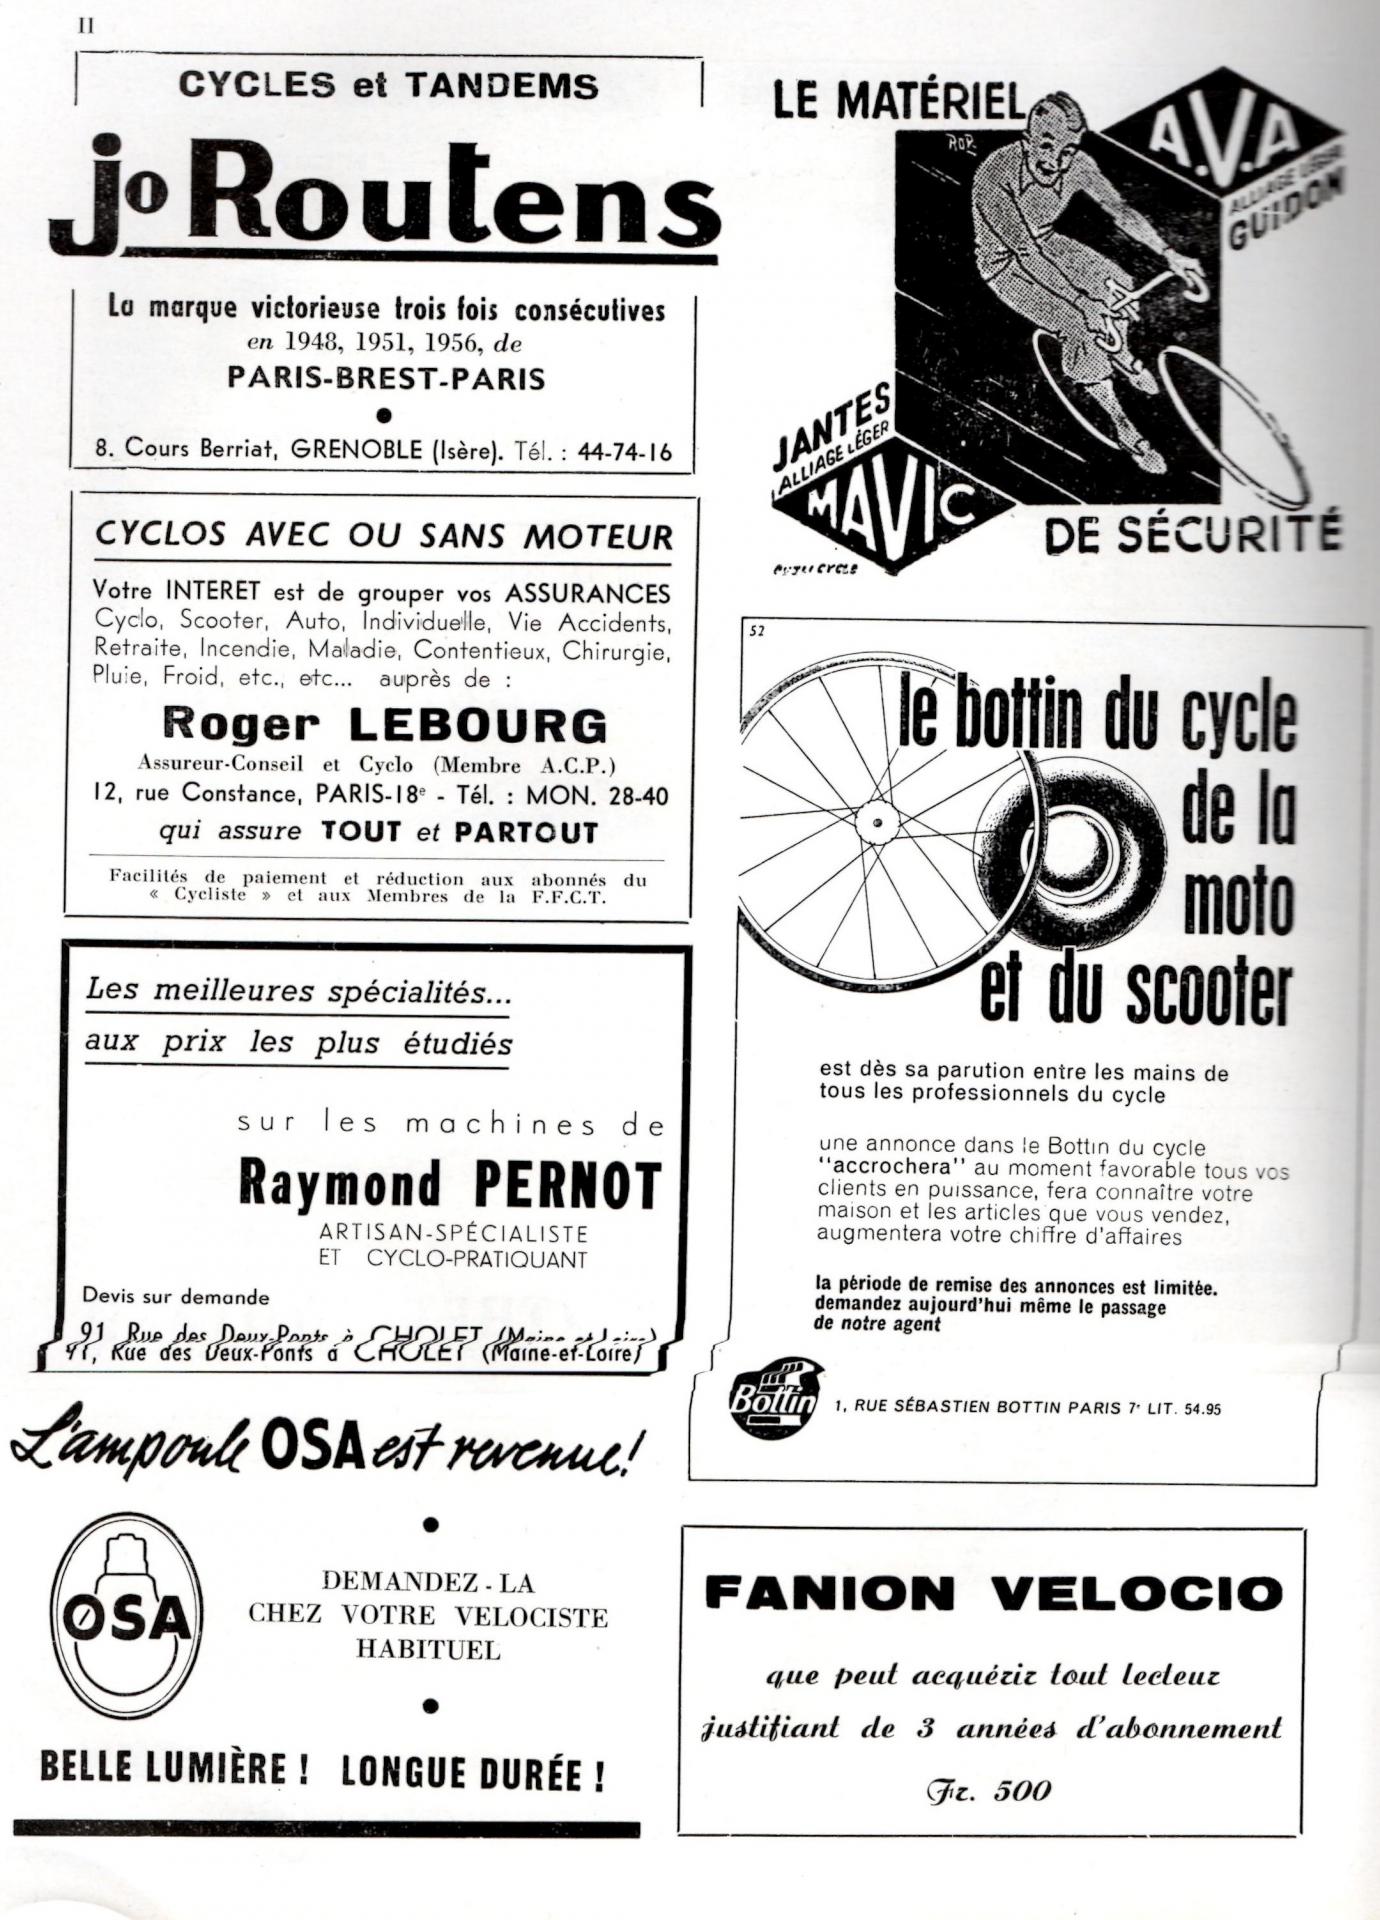 II
CYCLES et TANDEMS
Jo Routens
La marque victorieuse trois fois consécutives
en 1948, 1951, 1956, de
PARIS-BREST-PARIS
8. Cours Berriat, GRENOBLE (Isère). Tél. : 44-74-16
CYCLOS AVEC OU SANS MOTEUR
Votre INTERET est de grouper vos ASSURANCES
Cyclo, Scooter, Auto, Individuelle, Vie Accidents,
Retraite, Incendie, Maladie, Contentieux, Chirurgie,
Pluie, Froid, etc., etc... auprès de :
Roger LEBOURG
Assureur-Conseil et Cyclo (Membre A.C.P.)
12, rue Constance, PARIS-18e - Tél. : MON. 28-40
qui assure TOUT et PARTOUT
Facilités de paiement et réduction aux abonnés du
« Cycliste » et aux Membres de la F.F.C.T.
Les meilleures spécialités...
aux prix les plus étudiés
sur les machines de
Raymond PERNOT
ARTISAN-SPÉCIALISTE
ET CYCLO-PRATIQUANT
Devis sur demande
91, Rue des Deux-Ponts à CHOLET (Maine-et-Loire)
L'ampoule OSA est revenue!
OSA
DEMANDEZ-LA
CHEZ VOTRE VELOCISTE
HABITUEL
BELLE LUMIÈRE ! LONGUE DURÉE !
LE MATÉRIEL
ROP.
A.V.A
ALLIAGE LÉGER
GUIDON
JANTES
ALLIAGE LÉGER
MAVIC
DE SÉCURITÉ
52
le bottin du cycle
de la
moto
et du scooter
est dès sa parution entre les mains de
tous les professionnels du cycle
une annonce dans le Bottin du cycle
"accrochera" au moment favorable tous vos
clients en puissance, fera connaître votre
maison et les articles que vous vendez,
augmentera votre chiffre d'affaires
la période de remise des annonces est limitée.
demandez aujourd'hui même le passage
de notre agent
Bottin
1, RUE SÉBASTIEN BOTTIN PARIS 7e LIT. 54.95
FANION VELOCIO
que peut acquérir tout lecteur
justifiant de 3 années d'abonnement
Fr. 500